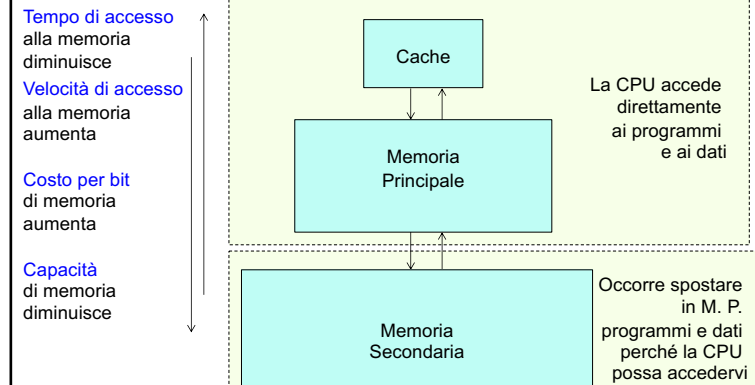 Tempo di accesso
alla memoria
diminuisce
Velocità di accesso
alla memoria
aumenta
Costo per bit
di memoria
aumenta
Capacità
di memoria
diminuisce
Cache
La CPU accede
direttamente
ai programmi
e ai dati
Memoria
Principale
Memoria
Secondaria
Occorre spostare
in M. P.
programmi e dati
perché la CPU
possa accedervi